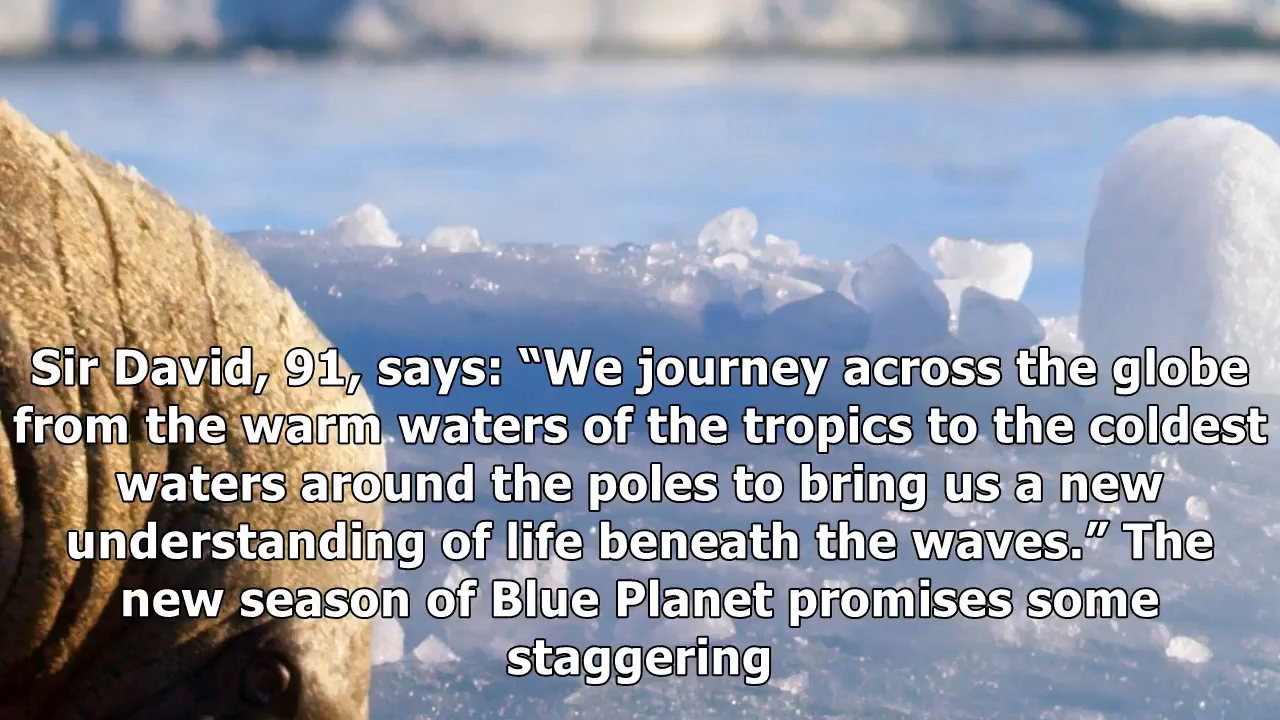 Sir David, 91, says: “We journey across the globe
from the warm waters of the tropics to the coldest
waters around the poles to bring us a new
understanding of life beneath the waves.” The
new season of Blue Planet promises some
staggering